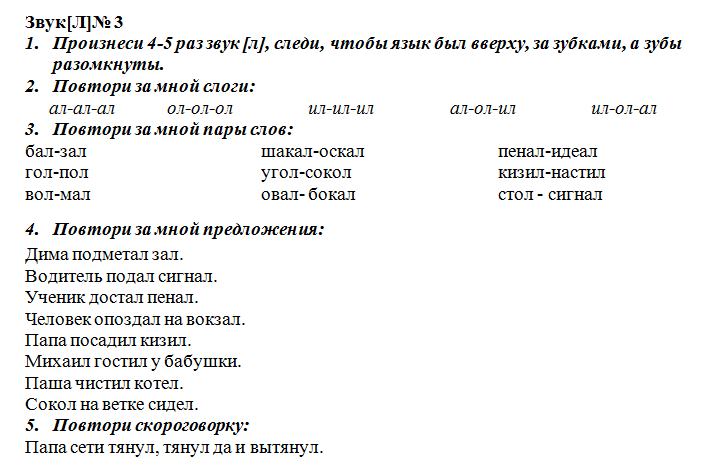 Звук[Л]№ 3
1. Произнеси 4-5 раз звук [л], следи, чтобы язык был вверху, за зубками, а зубы
разомкнуты.
2. Повтори за мной слоги:
ал-ал-ал ол-ол-ол ил-ил-ил ал-ол-ил ил-ол-ал
3. Повтори за мной пары слов:
бал-зал шакал-оскал пенал-идеал
гол-пол угол-сокол кизил-настил
вол-мал овал- бокал стол - сигнал
4. Повтори за мной предложения:
Дима подметал зал.
Водитель подал сигнал.
Ученик достал пенал.
Человек опоздал на вокзал.
Папа посадил кизил.
Михаил гостил у бабушки.
Паша чистил котел.
Сокол на ветке сидел.
5. Повтори скороговорку:
Папа сети тянул, тянул да и вытянул.